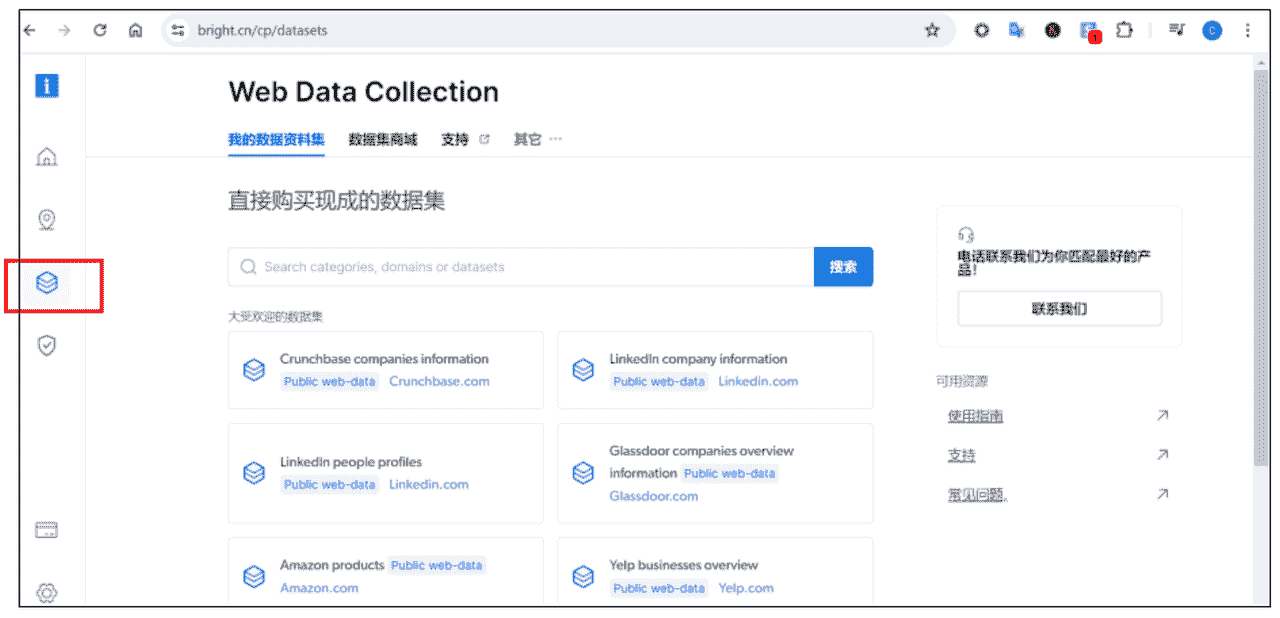 bright.cn/cp/datasets
1
C
i
Web Data Collection
我的数据资料集 数据集商城 支持 其它 ...
直接购买现成的数据集
Search categories, domains or datasets 搜索
电话联系我们为你匹配最好的产
品!
联系我们
大受欢迎的数据集
Crunchbase companies information
Public web-data Crunchbase.com
LinkedIn company information
Public web-data LinkedIn.com
可用资源
使用指南
支持
常见问题.
LinkedIn people profiles
Public web-data Linkedin.com
Glassdoor companies overview
information Public web-data
Glassdoor.com
Amazon products Public web-data
Amazon.com
Yelp businesses overview
Public web-data Yelp.com